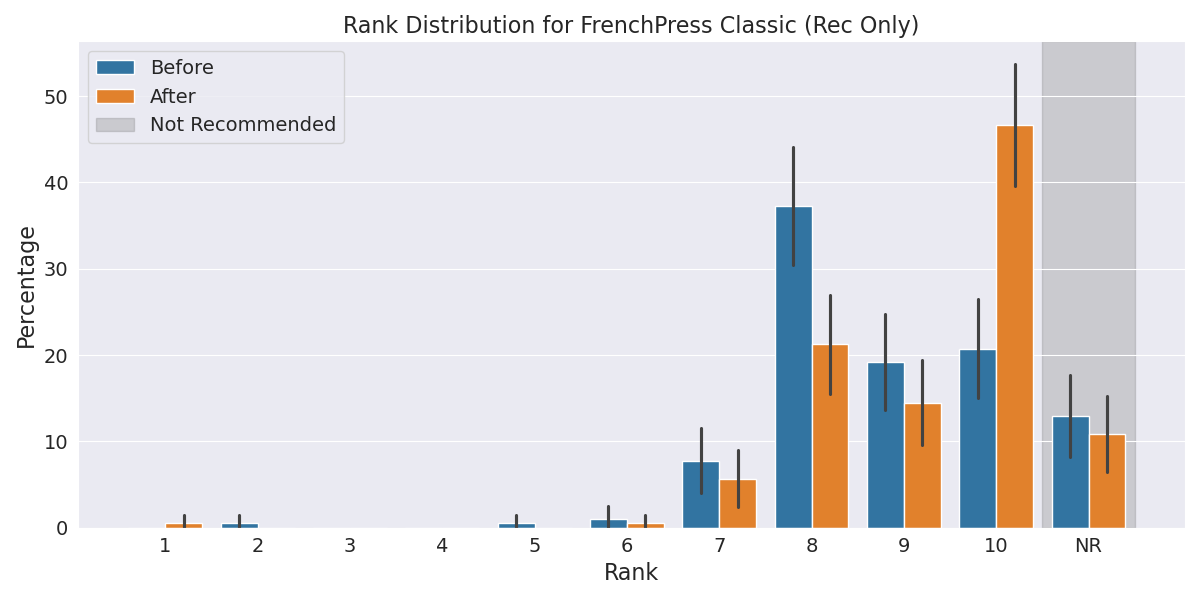 Rank Distribution for FrenchPress Classic (Rec Only)
Before
After
Not Recommended
Percentage
50
40
30
20
10
0
1 2 3 4 5 6 7 8 9 10 NR
Rank